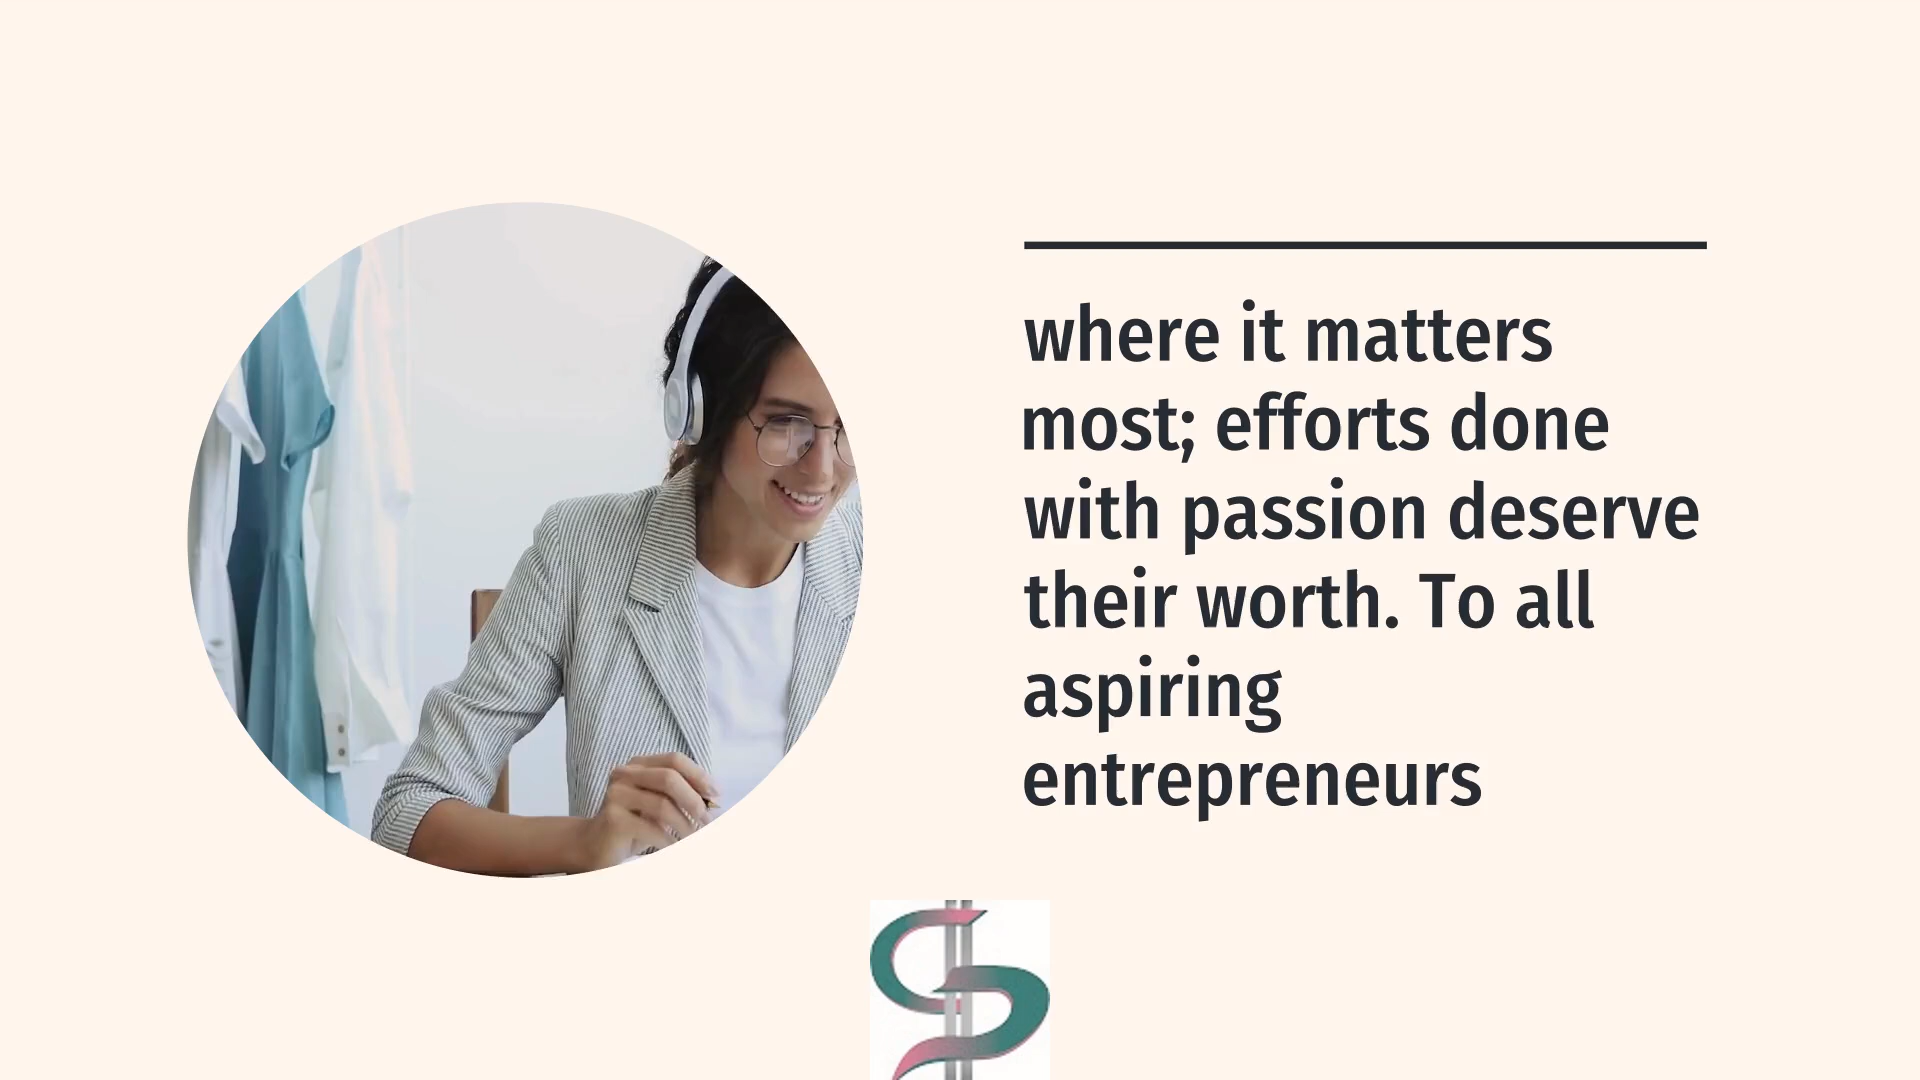 where it matters
most; efforts done
with passion deserve
their worth. To all
aspiring
entrepreneurs